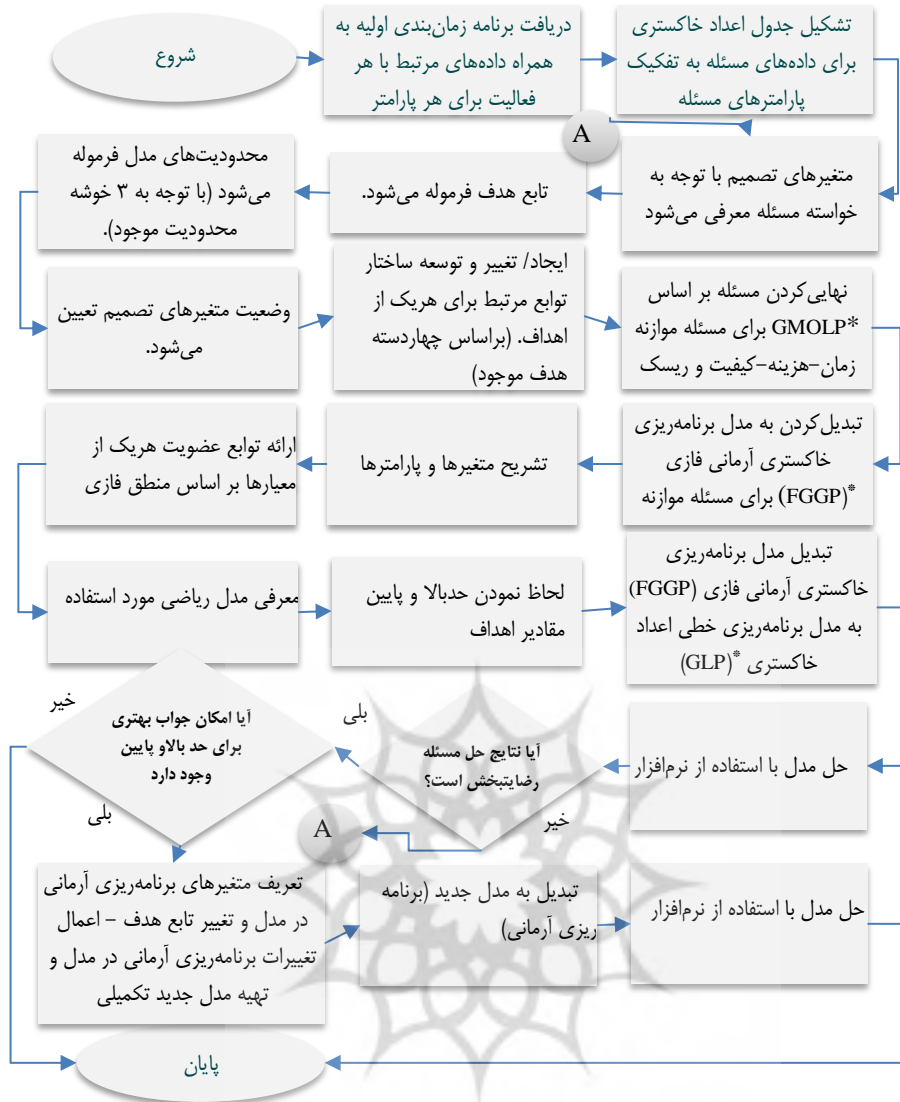 شروع
دریافت برنامه زمان‌بندی اولیه به
همراه داده‌های مرتبط با هر
فعالیت برای هر پارامتر
تشکیل جدول اعداد خاکستری
برای داده‌های مسئله به تفکیک
پارامترهای مسئله
A
متغیرهای تصمیم با توجه به
خواسته مسئله معرفی می‌شود
تابع هدف فرموله می‌شود.
محدودیت‌های مدل فرموله
می‌شود (با توجه به ۳ خوشه
محدودیت موجود).
وضعیت متغیرهای تصمیم تعیین
می‌شود.
ایجاد/ تغییر و توسعه ساختار
توابع مرتبط برای هریک از
اهداف. (براساس چهاردسته
هدف موجود)
نهایی‌کردن مسئله بر اساس
GMOLP* برای مسئله موازنه
زمان–هزینه–کیفیت و ریسک
تبدیل‌کردن به مدل برنامه‌ریزی
خاکستری آرمانی فازی
(FGGP)* برای مسئله موازنه
تشریح متغیرها و پارامترها
ارائه توابع عضویت هریک از
معیارها بر اساس منطق فازی
معرفی مدل ریاضی مورد استفاده
لحاظ نمودن حدبالا و پایین
مقادیر اهداف
تبدیل مدل برنامه‌ریزی
خاکستری آرمانی فازی (FGGP)
به مدل برنامه‌ریزی خطی اعداد
خاکستری *(GLP)
حل مدل با استفاده از نرم‌افزار
آیا نتایج حل مسئله
رضایتبخش است؟
بلی
خیر
A
آیا امکان جواب بهتری
برای حد بالاو پایین
وجود دارد
خیر
بلی
تعریف متغیرهای برنامه‌ریزی آرمانی
در مدل و تغییر تابع هدف – اعمال
تغییرات برنامه‌ریزی آرمانی در مدل و
تهیه مدل جدید تکمیلی
تبدیل به مدل جدید (برنامه
ریزی آرمانی)
حل مدل با استفاده از نرم‌افزار
پایان